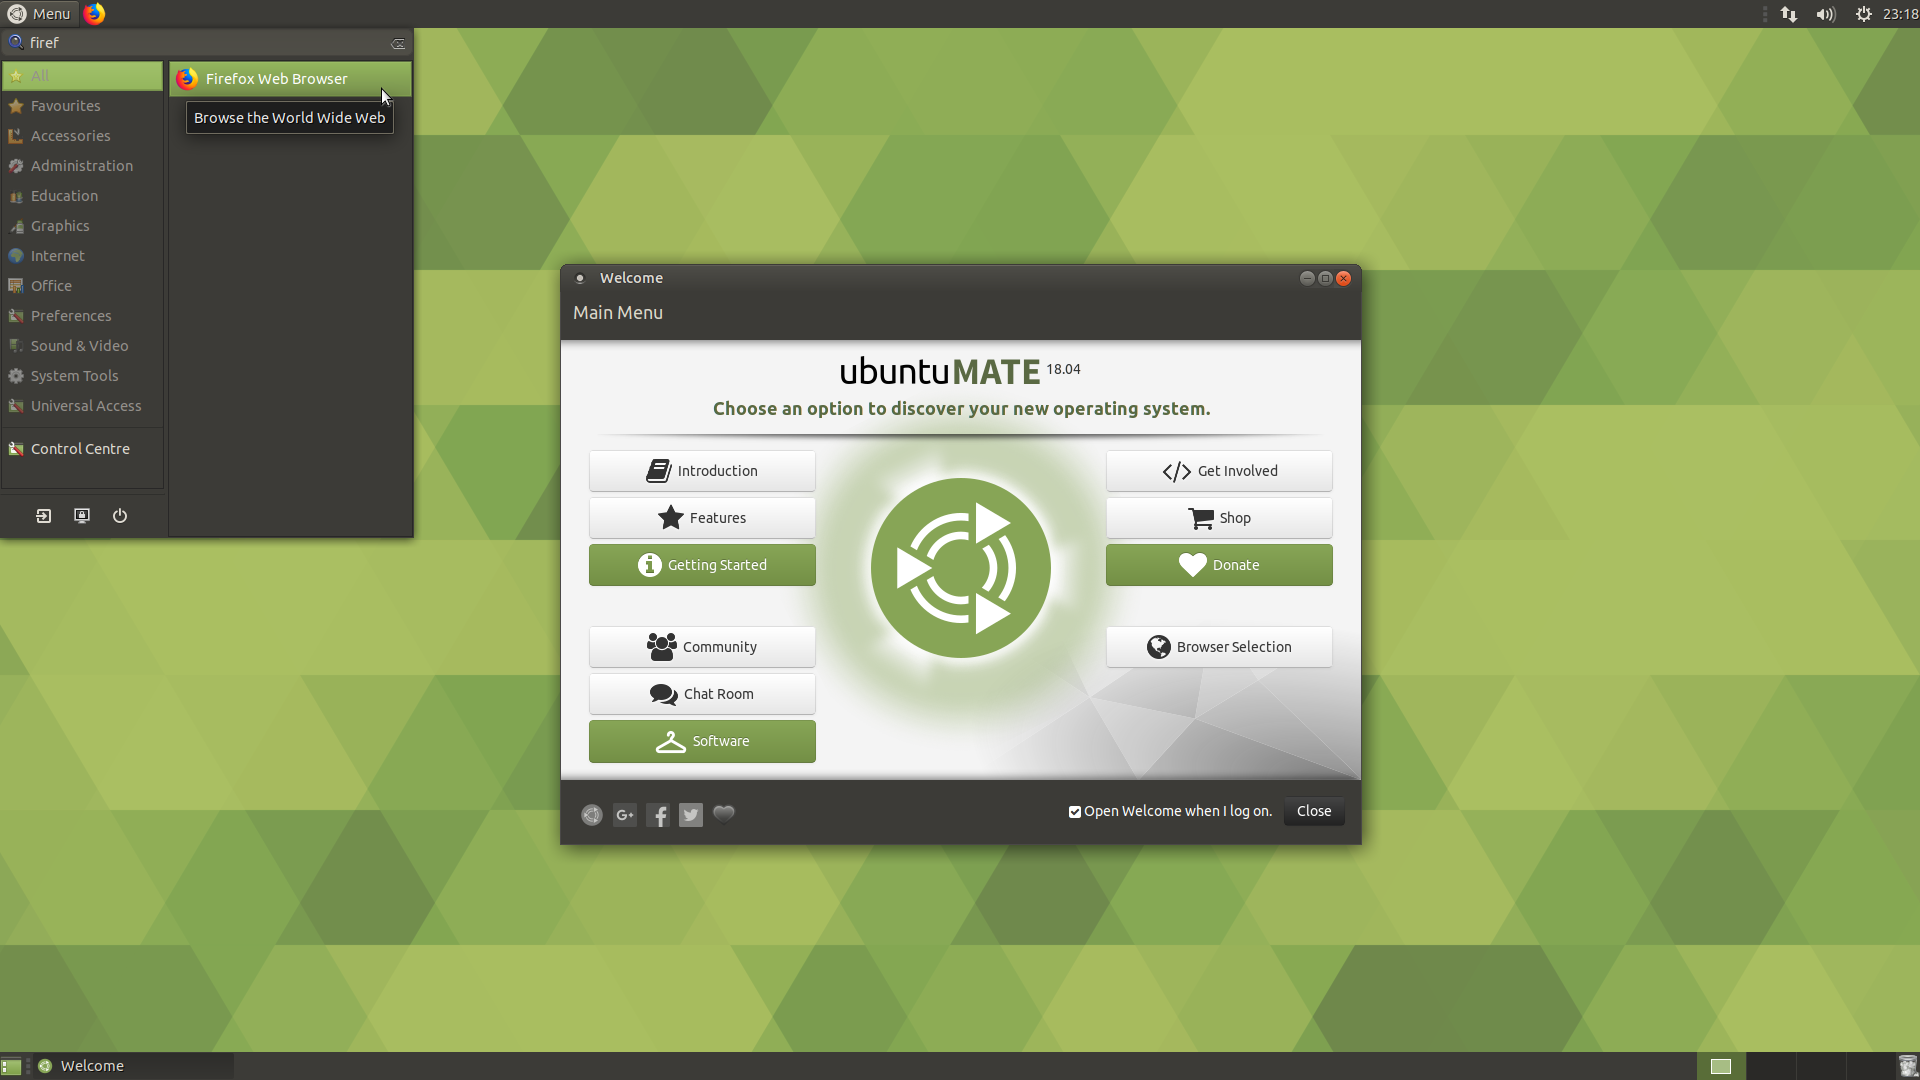 Menu
23:18
firef
All
Favourites
Accessories
Administration
Education
Graphics
Internet
Office
Preferences
Sound & Video
System Tools
Universal Access
Control Centre
Firefox Web Browser
Browse the World Wide Web
Welcome
Main Menu
ubuntuMATE 18.04
Choose an option to discover your new operating system.
Introduction
Features
Getting Started
Community
Chat Room
Software
Get Involved
Shop
Donate
Browser Selection
G+
Open Welcome when I log on.
Close
Welcome